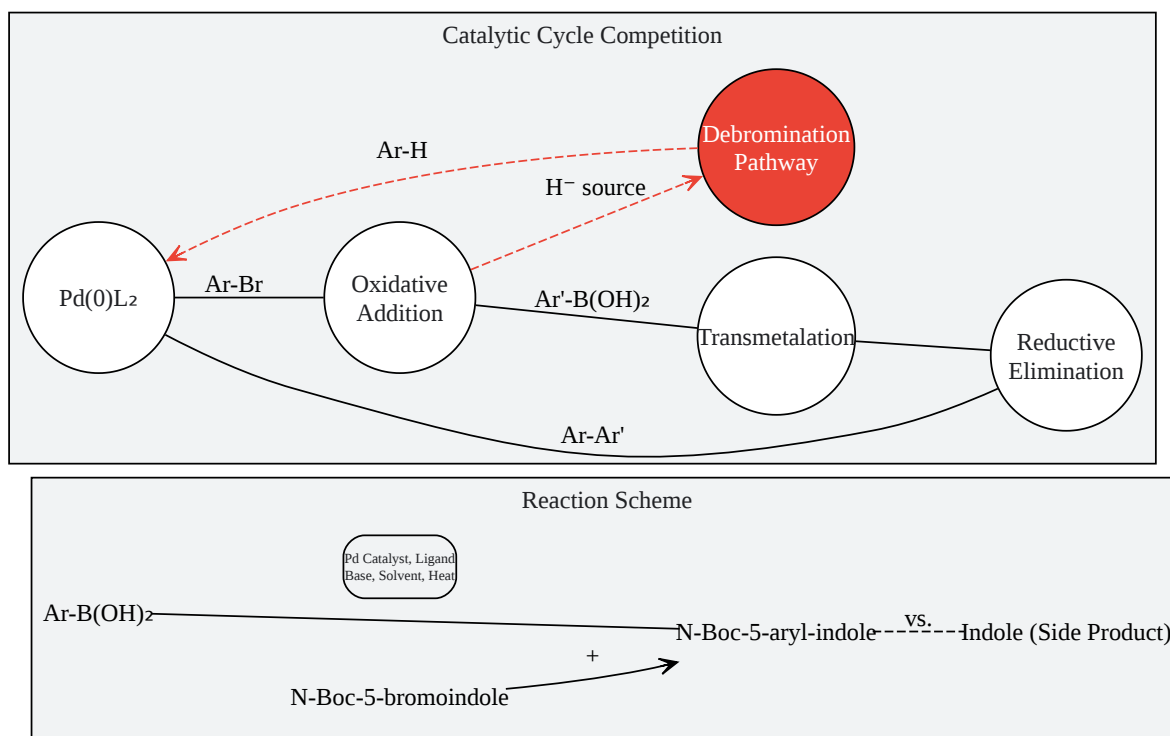 Catalytic Cycle Competition
Debromination
Pathway
Ar-H
H⁻ source
Pd(0)L₂
Ar-Br
Oxidative
Addition
Ar'-B(OH)₂
Transmetalation
Reductive
Elimination
Ar-Ar'
Reaction Scheme
Pd Catalyst, Ligand
Base, Solvent, Heat
Ar-B(OH)₂
N-Boc-5-aryl-indole
vs.
Indole (Side Product)
+
N-Boc-5-bromoindole